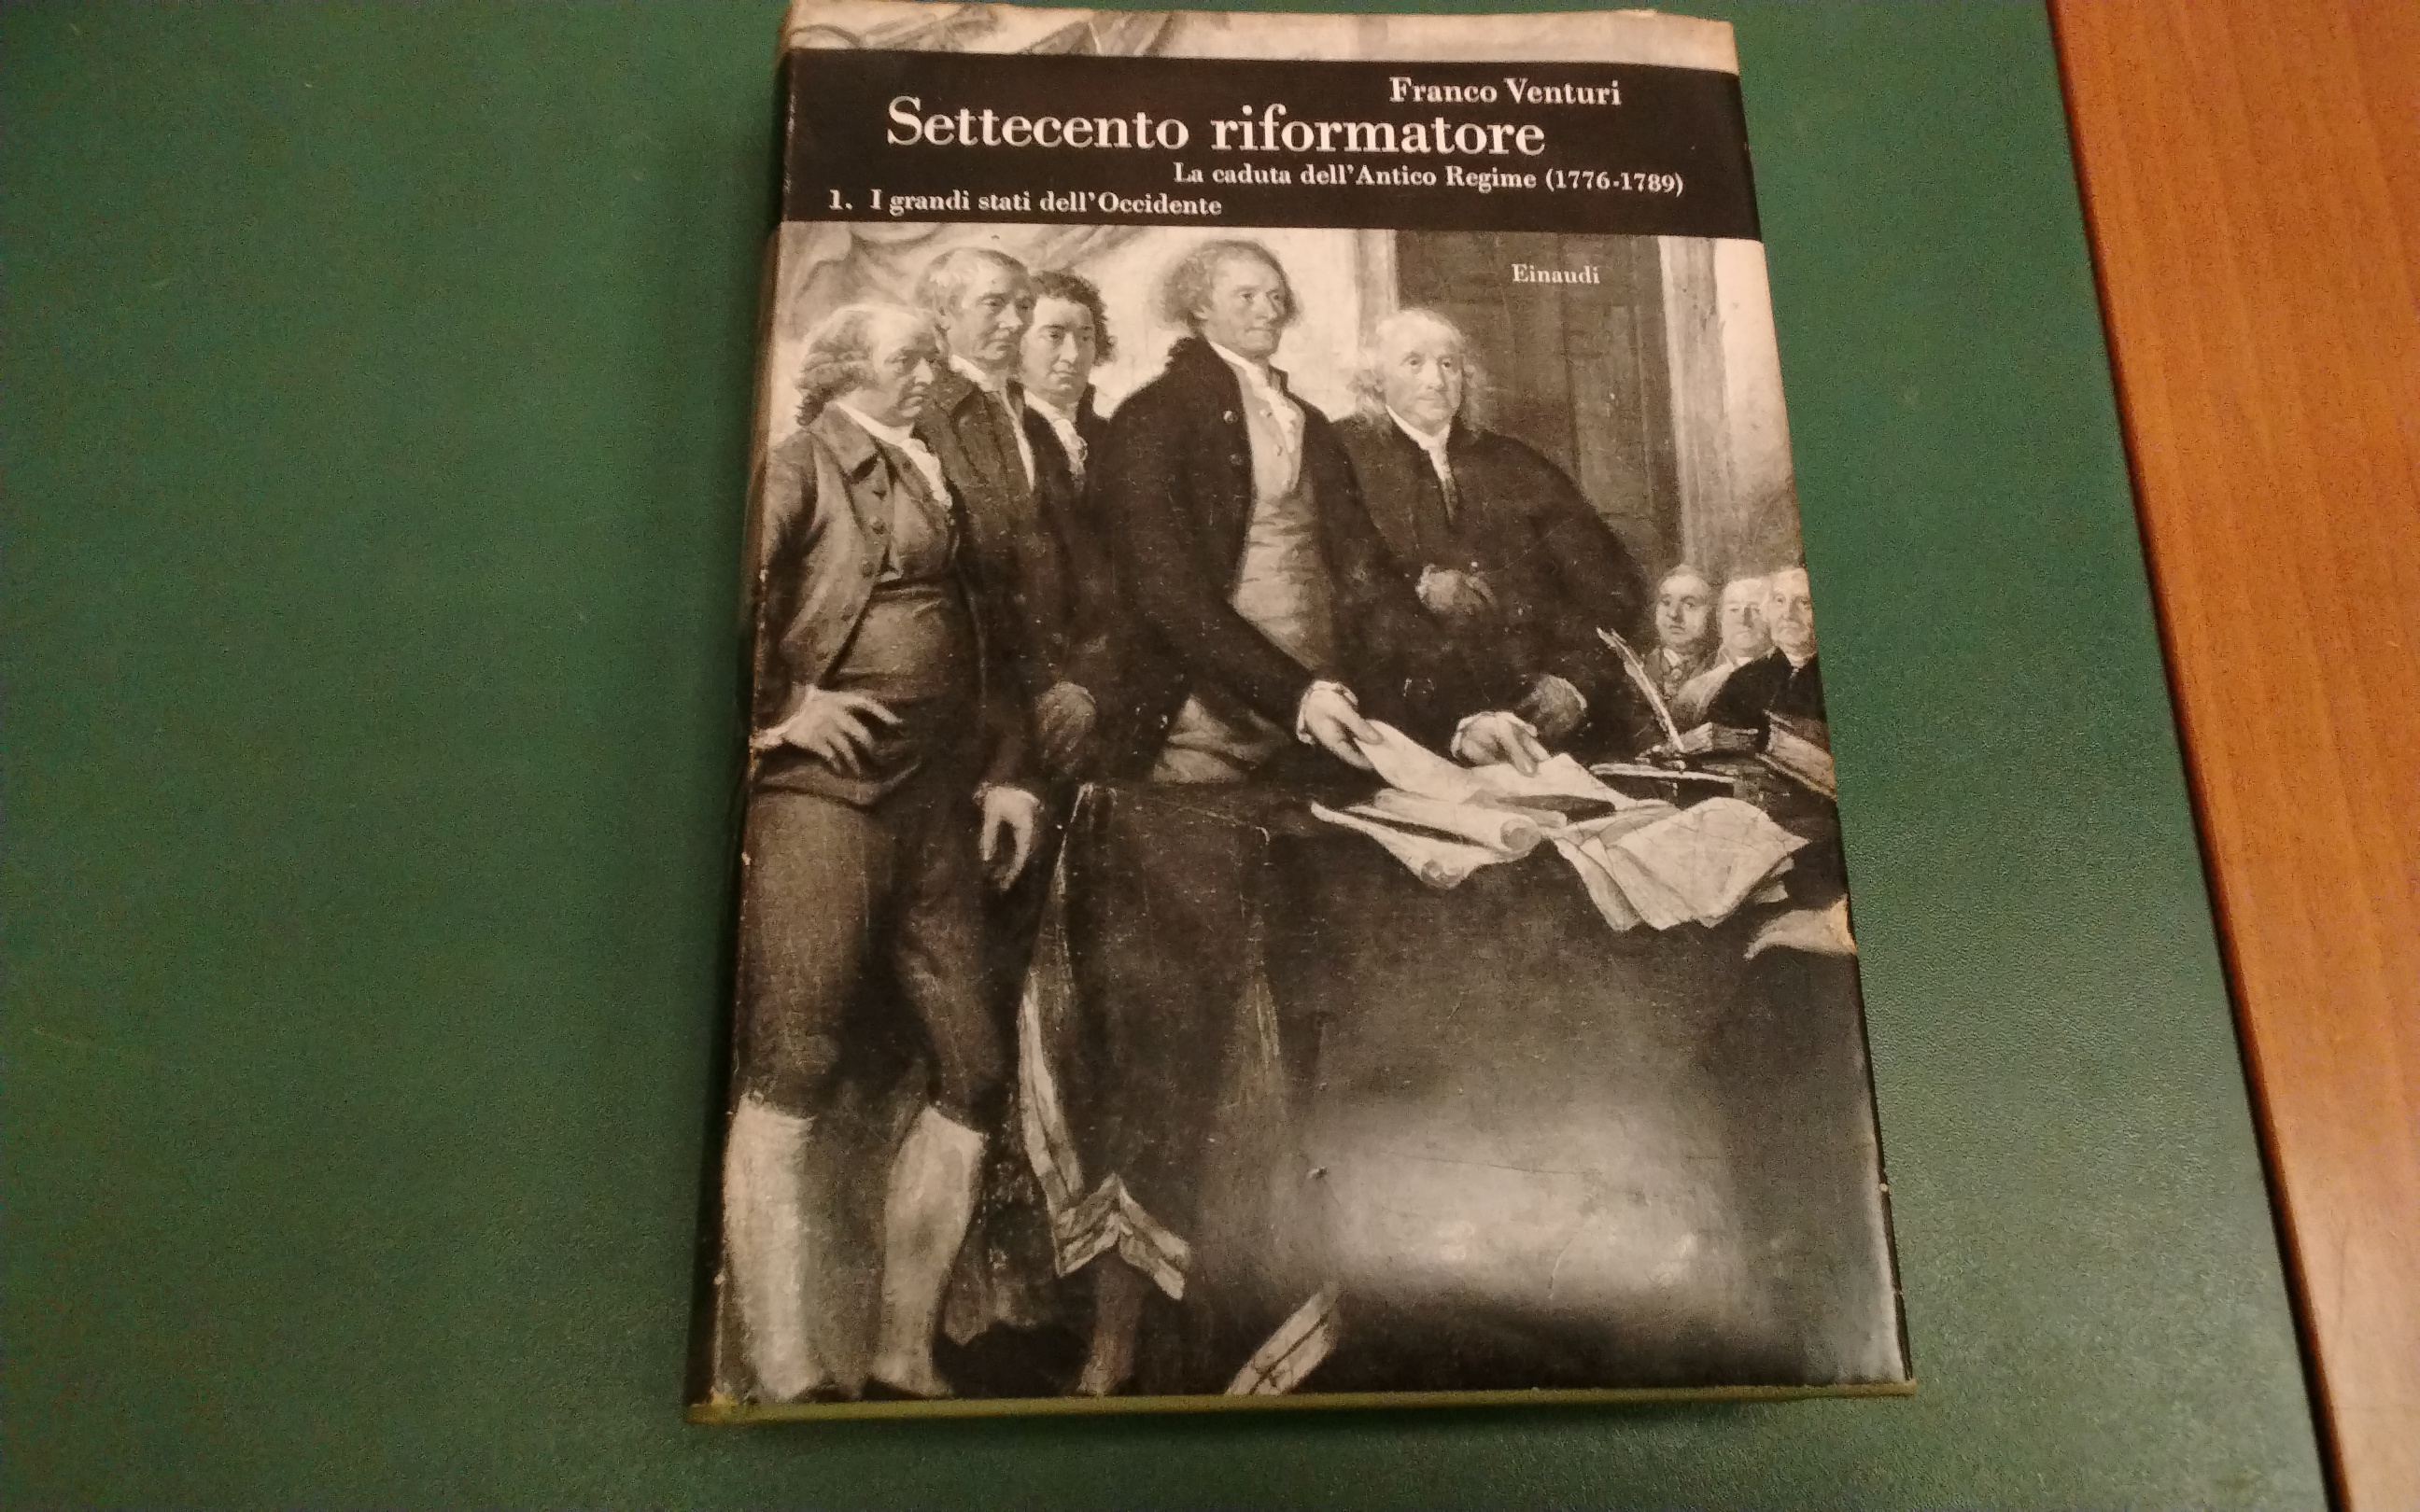 Franco Venturi
Settecento riformatore
La caduta dell'Antico Regime (1776-1789)
1. I grandi stati dell'Occidente
Einaudi